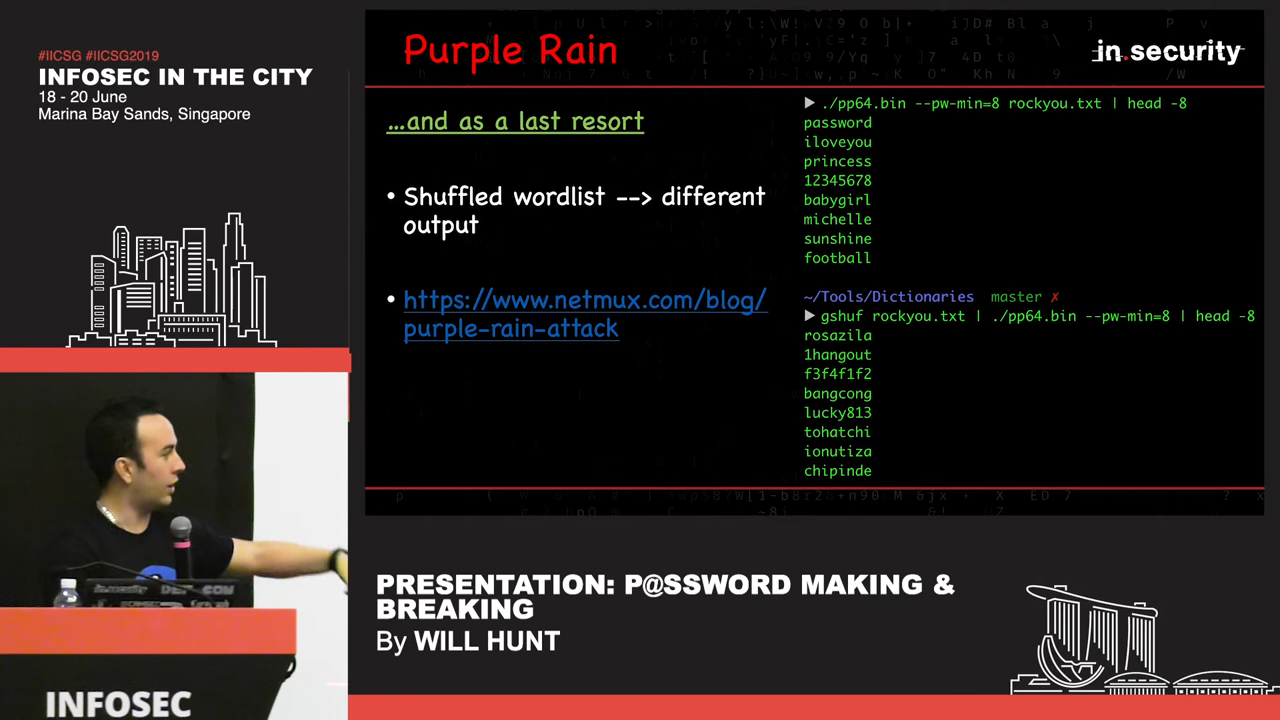 #IICSG #IICSG2019
INFOSEC IN THE CITY
18 - 20 June
Marina Bay Sands, Singapore
Purple Rain
in.security
...and as a last resort
• Shuffled wordlist --> different
output
• https://www.netmux.com/blog/
purple-rain-attack
▶ ./pp64.bin --pw-min=8 rockyou.txt | head -8
password
iloveyou
princess
12345678
babygirl
michelle
sunshine
football
~/Tools/Dictionaries master ✗
▶ gshuf rockyou.txt | ./pp64.bin --pw-min=8 | head -8
rosazila
1hangout
f3f4f1f2
bangcong
lucky813
tohatchi
ionutiza
chipinde
PRESENTATION: P@SSWORD MAKING &
BREAKING
By WILL HUNT
INFOSEC